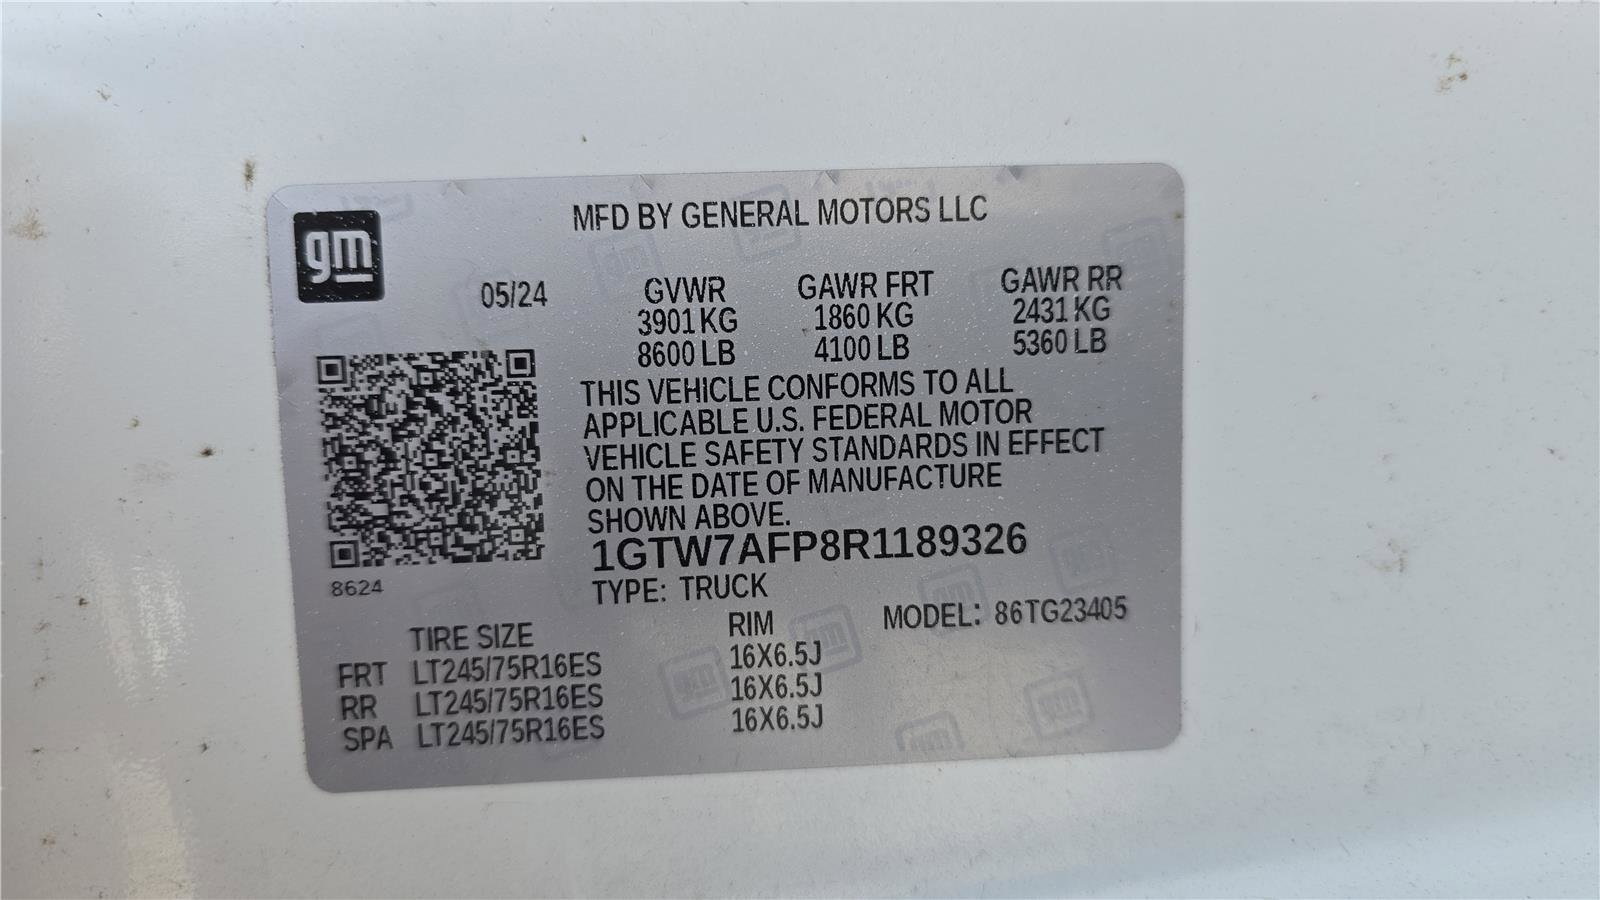 gm
MFD BY GENERAL MOTORS LLC
05/24 GVWR GAWR FRT GAWR RR
3901 KG 1860 KG 2431 KG
8600 LB 4100 LB 5360 LB
THIS VEHICLE CONFORMS TO ALL
APPLICABLE U.S. FEDERAL MOTOR
VEHICLE SAFETY STANDARDS IN EFFECT
ON THE DATE OF MANUFACTURE
SHOWN ABOVE.
1GTW7AFP8R1189326
8624
TYPE: TRUCK
MODEL: 86TG23405
TIRE SIZE RIM
FRT LT245/75R16ES 16X6.5J
RR LT245/75R16ES 16X6.5J
SPA LT245/75R16ES 16X6.5J